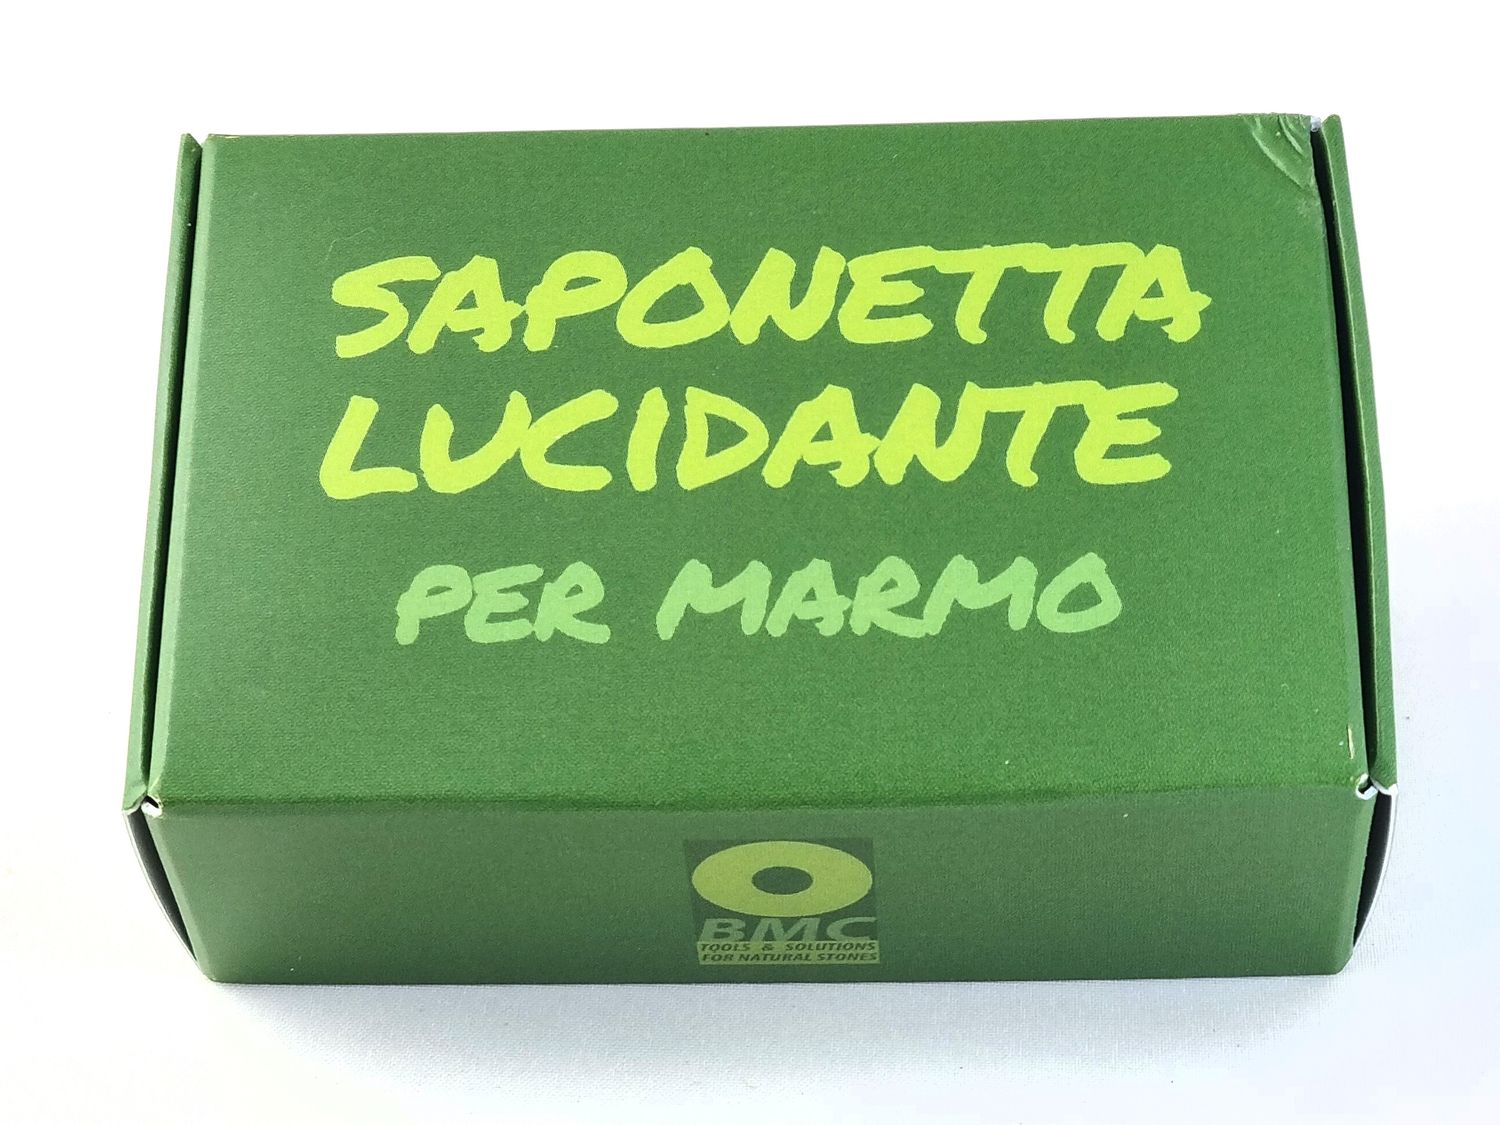 SAPONETTA
LUCIDANTE
PER MARMO
BMC
TOOLS & SOLUTIONS
FOR NATURAL STONES